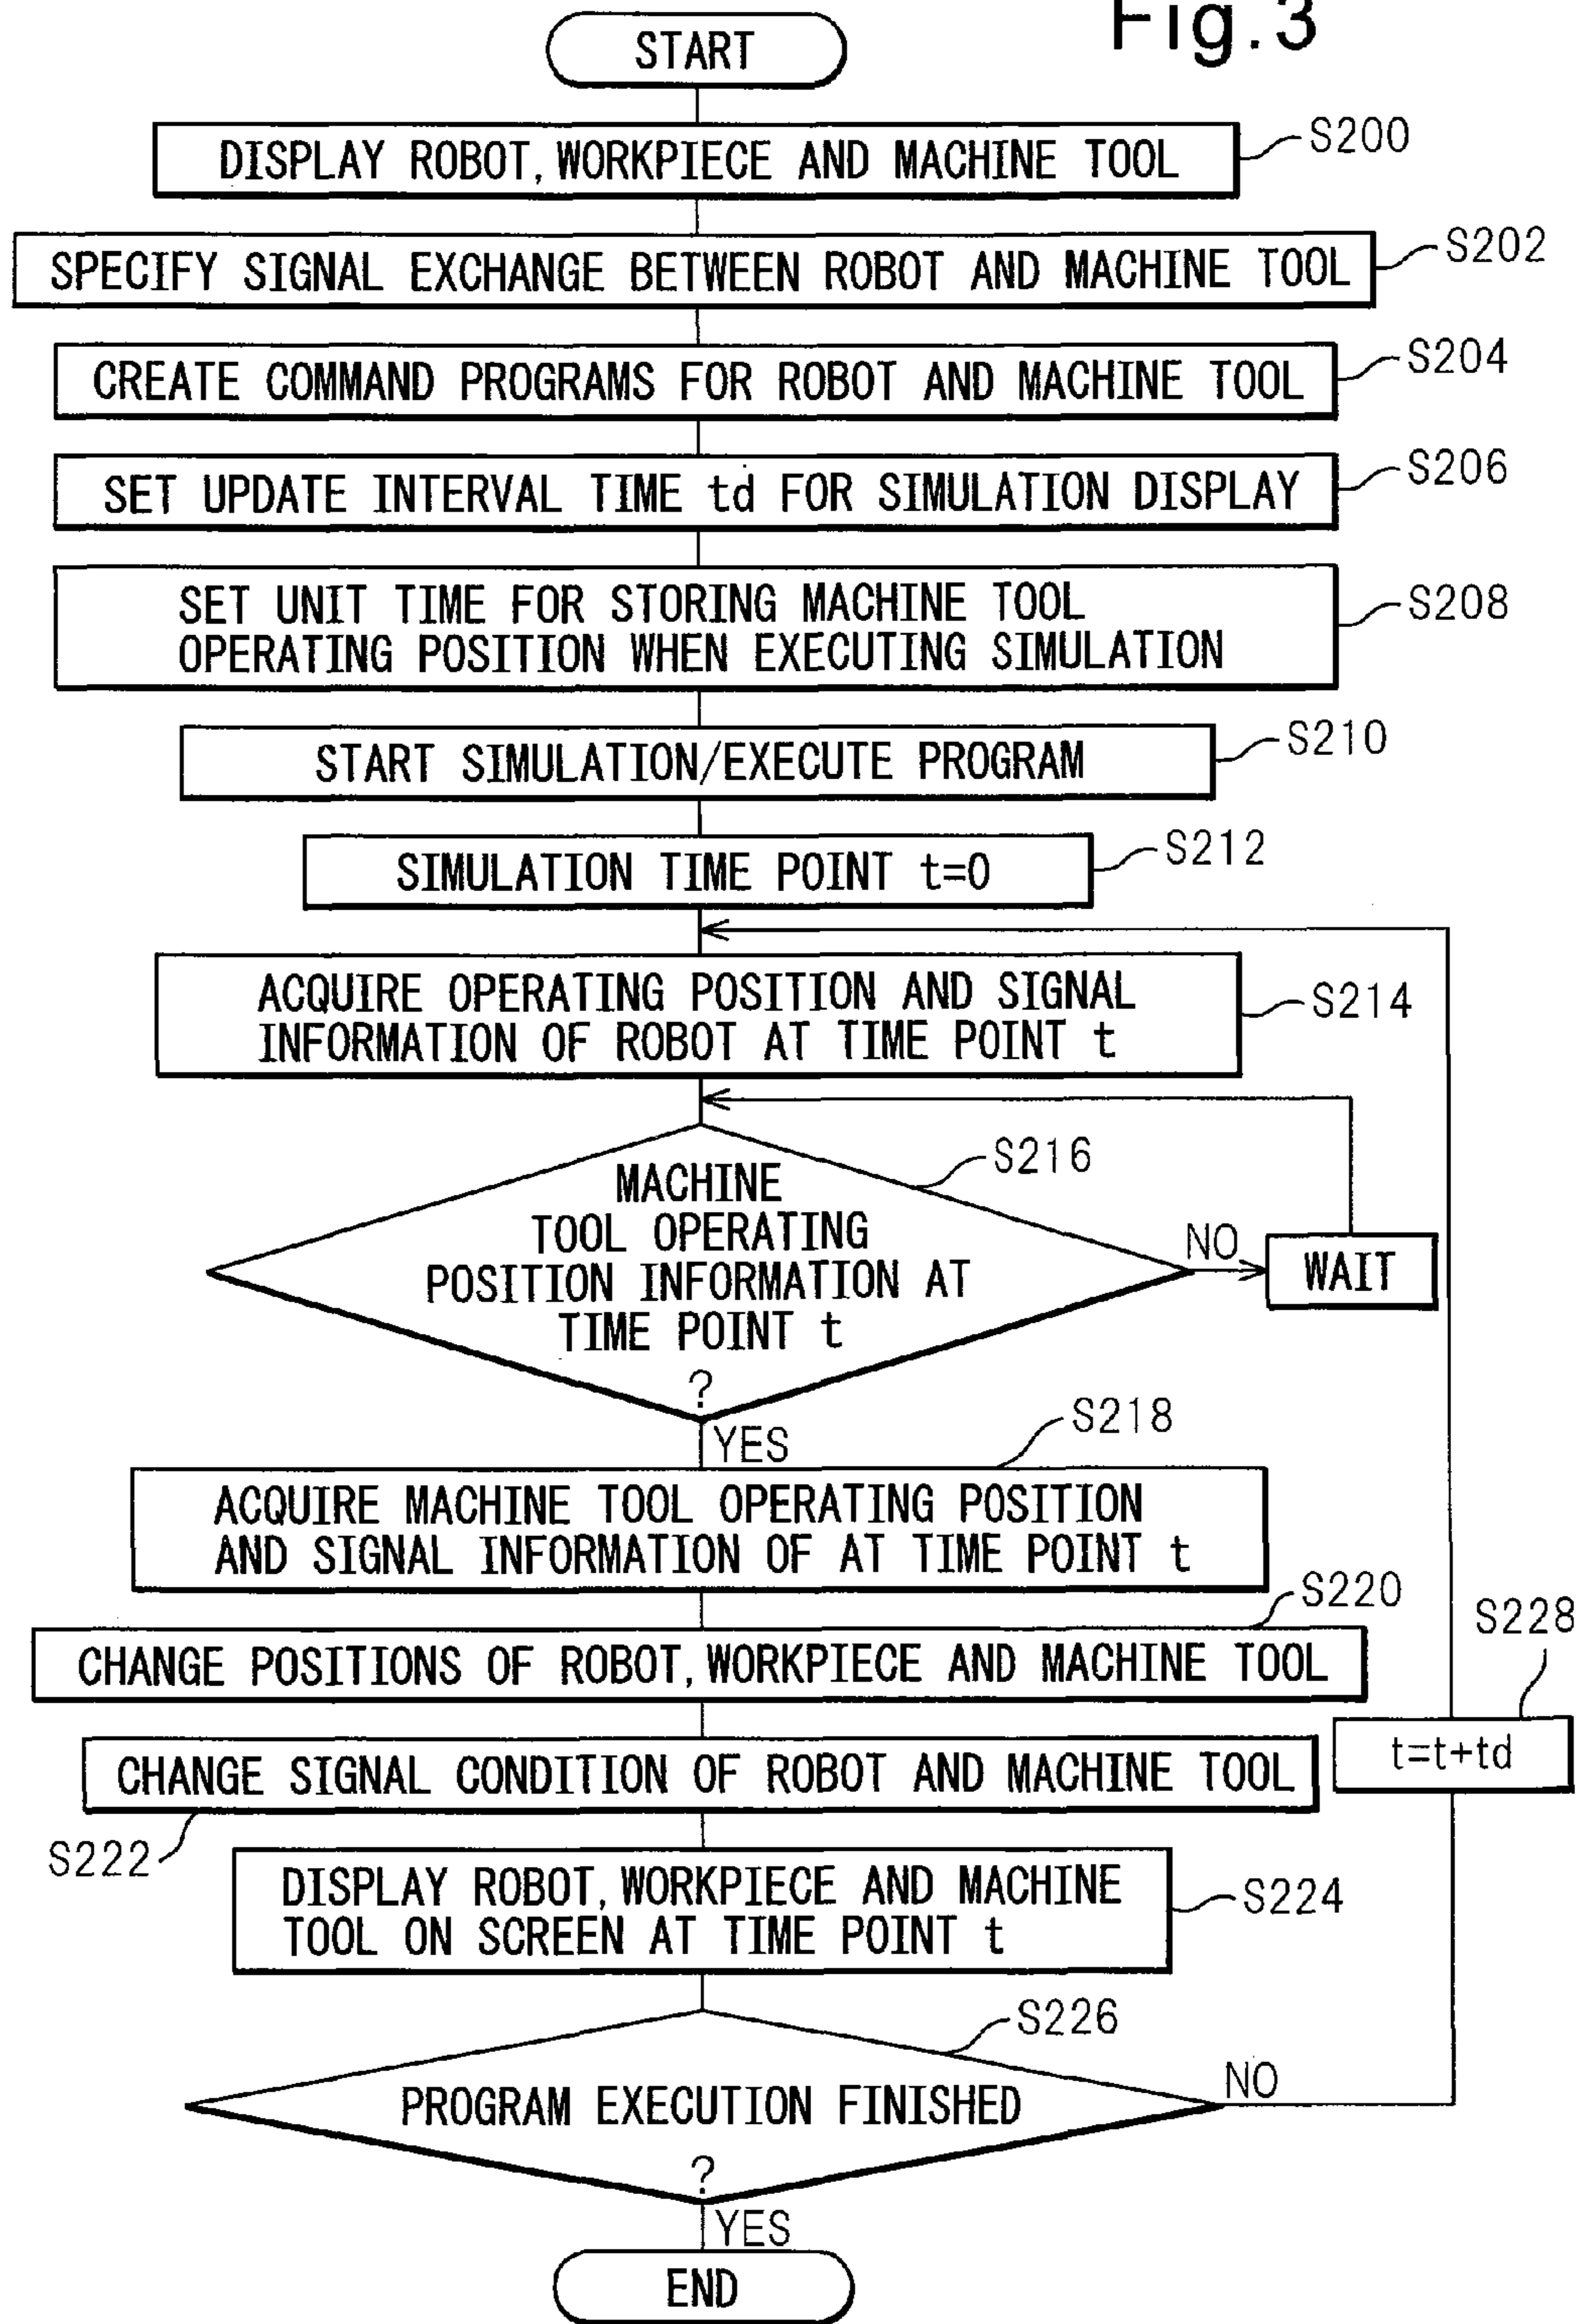 Fig.3
START
DISPLAY ROBOT, WORKPIECE AND MACHINE TOOL
S200
SPECIFY SIGNAL EXCHANGE BETWEEN ROBOT AND MACHINE TOOL
S202
CREATE COMMAND PROGRAMS FOR ROBOT AND MACHINE TOOL
S204
SET UPDATE INTERVAL TIME td FOR SIMULATION DISPLAY
S206
SET UNIT TIME FOR STORING MACHINE TOOL
OPERATING POSITION WHEN EXECUTING SIMULATION
S208
START SIMULATION/EXECUTE PROGRAM
S210
SIMULATION TIME POINT t=0
S212
ACQUIRE OPERATING POSITION AND SIGNAL
INFORMATION OF ROBOT AT TIME POINT t
S214
MACHINE
TOOL OPERATING
POSITION INFORMATION AT
TIME POINT t
?
S216
NO
WAIT
YES
S218
ACQUIRE MACHINE TOOL OPERATING POSITION
AND SIGNAL INFORMATION OF AT TIME POINT t
S220
CHANGE POSITIONS OF ROBOT, WORKPIECE AND MACHINE TOOL
S228
t=t+td
CHANGE SIGNAL CONDITION OF ROBOT AND MACHINE TOOL
S222
DISPLAY ROBOT, WORKPIECE AND MACHINE
TOOL ON SCREEN AT TIME POINT t
S224
S226
PROGRAM EXECUTION FINISHED
?
NO
YES
END